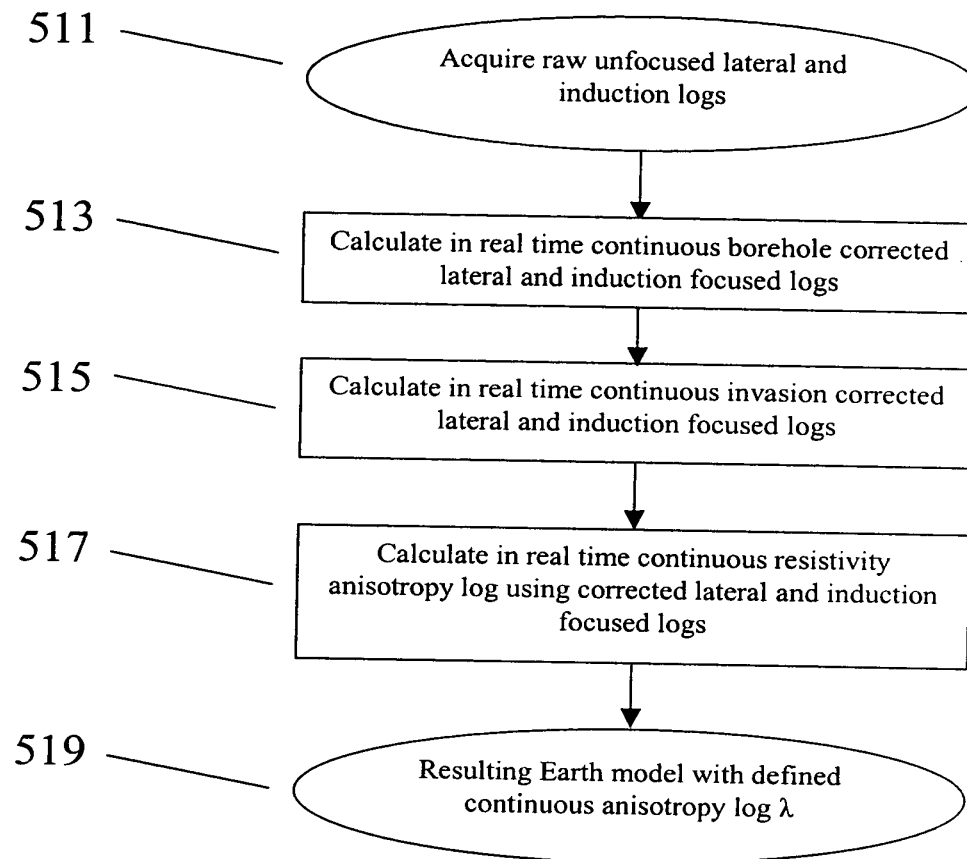 511
Acquire raw unfocused lateral and
induction logs
513
Calculate in real time continuous borehole corrected
lateral and induction focused logs
515
Calculate in real time continuous invasion corrected
lateral and induction focused logs
517
Calculate in real time continuous resistivity
anisotropy log using corrected lateral and induction
focused logs
519
Resulting Earth model with defined
continuous anisotropy log λ